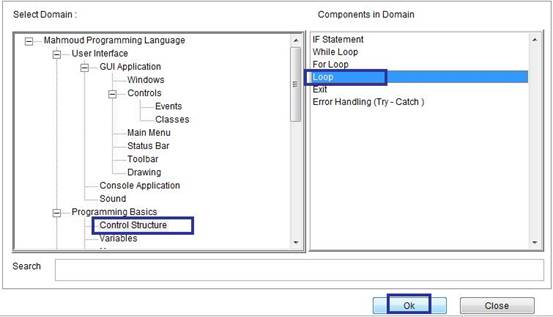 Select Domain :
Components in Domain
Mahmoud Programming Language
User Interface
GUI Application
Windows
Controls
Events
Classes
Main Menu
Status Bar
Toolbar
Drawing
Console Application
Sound
Programming Basics
Control Structure
Variables
IF Statement
While Loop
For Loop
Loop
Exit
Error Handling (Try - Catch )
Search
Ok
Close